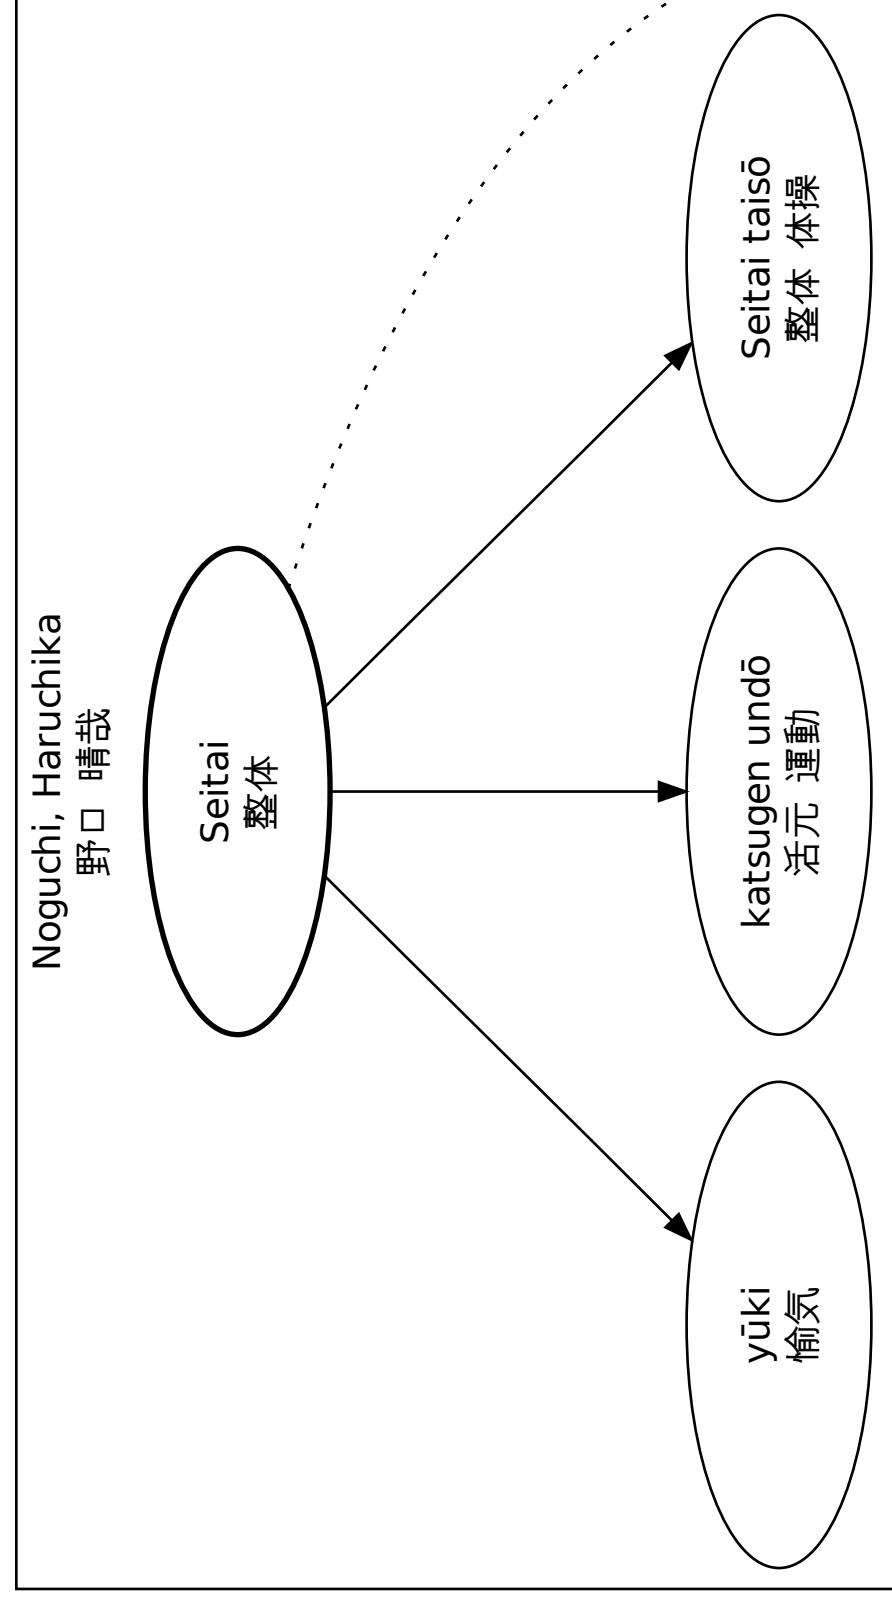 Noguchi, Haruchika
野口 晴哉
Seitai
整体
yūki
愉気
katsugen undō
活元 運動
Seitai taisō
整体 体操